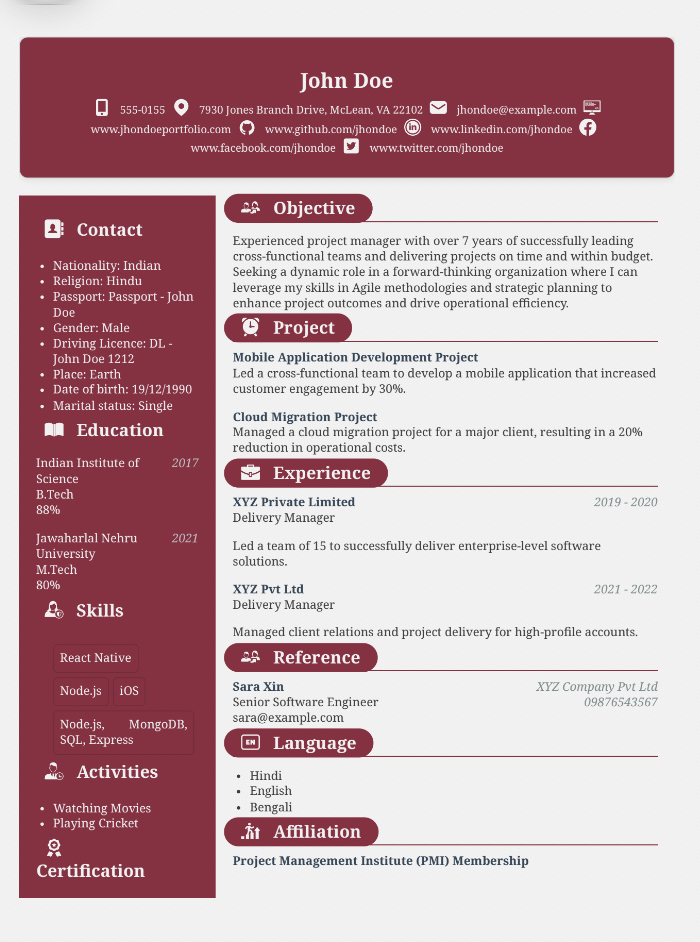 John Doe
555-0155 7930 Jones Branch Drive, McLean, VA 22102 jhondoe@example.com
www.jhondoeportfolio.com www.github.com/jhondoe www.linkedin.com/jhondoe
www.facebook.com/jhondoe www.twitter.com/jhondoe
Contact
• Nationality: Indian
• Religion: Hindu
• Passport: Passport - John
Doe
• Gender: Male
• Driving Licence: DL -
John Doe 1212
• Place: Earth
• Date of birth: 19/12/1990
• Marital status: Single
Education
Indian Institute of 2017
Science
B.Tech
88%
Jawaharlal Nehru 2021
University
M.Tech
80%
Skills
React Native
Node.js iOS
Node.js, MongoDB,
SQL, Express
Activities
• Watching Movies
• Playing Cricket
Certification
Objective
Experienced project manager with over 7 years of successfully leading
cross-functional teams and delivering projects on time and within budget.
Seeking a dynamic role in a forward-thinking organization where I can
leverage my skills in Agile methodologies and strategic planning to
enhance project outcomes and drive operational efficiency.
Project
Mobile Application Development Project
Led a cross-functional team to develop a mobile application that increased
customer engagement by 30%.
Cloud Migration Project
Managed a cloud migration project for a major client, resulting in a 20%
reduction in operational costs.
Experience
XYZ Private Limited 2019 - 2020
Delivery Manager
Led a team of 15 to successfully deliver enterprise-level software
solutions.
XYZ Pvt Ltd 2021 - 2022
Delivery Manager
Managed client relations and project delivery for high-profile accounts.
Reference
Sara Xin XYZ Company Pvt Ltd
Senior Software Engineer 09876543567
sara@example.com
EN Language
• Hindi
• English
• Bengali
Affiliation
Project Management Institute (PMI) Membership